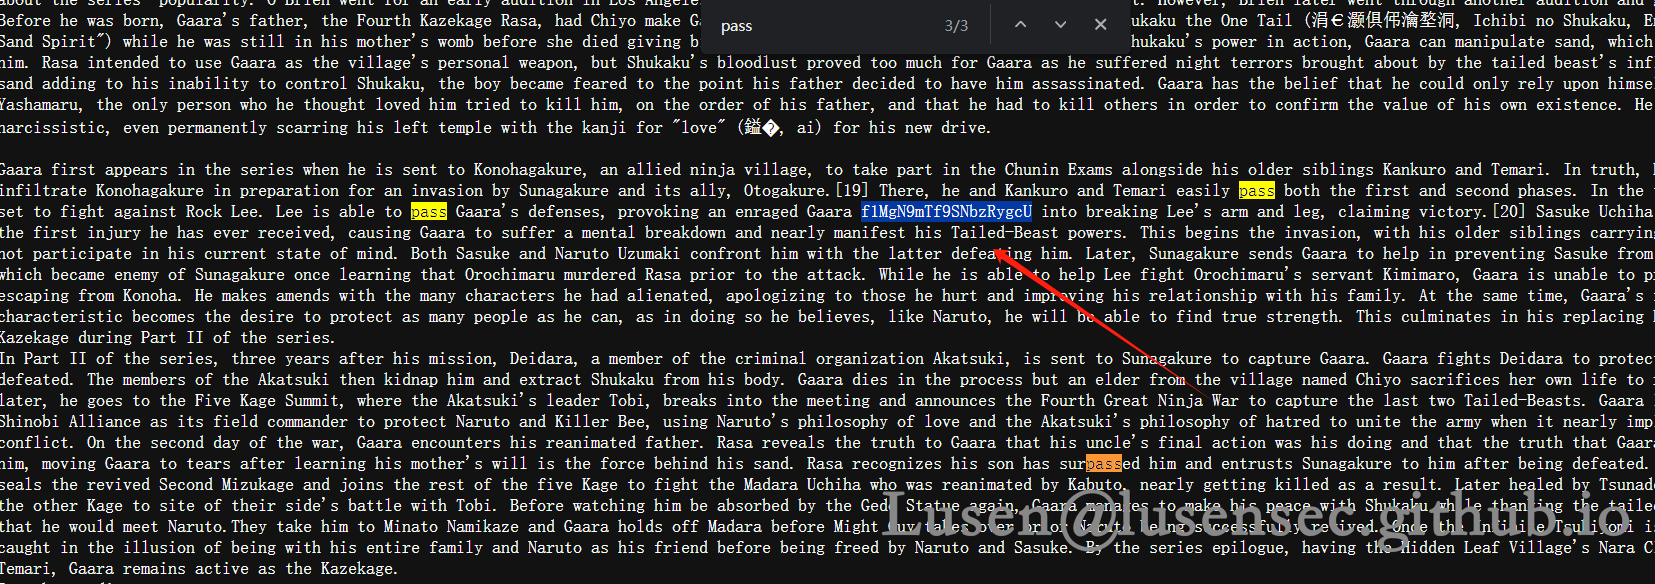 about the series' popularity. O'Brien went for an early audition in Los Angeles
. However, Brien later went through another audition and
Before he was born, Gaara's father, the Fourth Kazekage Rasa, had Chiyo make G
pass
3/3
ukaku the One Tail (涓€灏俱伄瀹堥洞, Ichibi no Shukaku, E
Sand Spirit") while he was still in his mother's womb before she died giving b
hukaku's power in action, Gaara can manipulate sand, which
him. Rasa intended to use Gaara as the village's personal weapon, but Shukaku's bloodlust proved too much for Gaara as he suffered night terrors brought about by the tailed beast's inf
sand adding to his inability to control Shukaku, the boy became feared to the point his father decided to have him assassinated. Gaara has the belief that he could only rely upon himse
Yashamaru, the only person who he thought loved him tried to kill him, on the order of his father, and that he had to kill others in order to confirm the value of his own existence. He
narcissistic, even permanently scarring his left temple with the kanji for "love" (鎰�, ai) for his new drive.
Gaara first appears in the series when he is sent to Konohagakure, an allied ninja village, to take part in the Chunin Exams alongside his older siblings Kankuro and Temari. In truth,
infiltrate Konohagakure in preparation for an invasion by Sunagakure and its ally, Otogakure.[19] There, he and Kankuro and Temari easily pass both the first and second phases. In the
set to fight against Rock Lee. Lee is able to pass Gaara's defenses, provoking an enraged Gaara f1MgN9mTf9SNbzRygcU into breaking Lee's arm and leg, claiming victory.[20] Sasuke Uchiha
the first injury he has ever received, causing Gaara to suffer a mental breakdown and nearly manifest his Tailed-Beast powers. This begins the invasion, with his older siblings carrying
not participate in his current state of mind. Both Sasuke and Naruto Uzumaki confront him with the latter defeating him. Later, Sunagakure sends Gaara to help in preventing Sasuke from
which became enemy of Sunagakure once learning that Orochimaru murdered Rasa prior to the attack. While he is able to help Lee fight Orochimaru's servant Kimimaro, Gaara is unable to p
escaping from Konoha. He makes amends with the many characters he had alienated, apologizing to those he hurt and improving his relationship with his family. At the same time, Gaara's
characteristic becomes the desire to protect as many people as he can, as in doing so he believes, like Naruto, he will be able to find true strength. This culminates in his replacing
Kazekage during Part II of the series.
In Part II of the series, three years after his mission, Deidara, a member of the criminal organization Akatsuki, is sent to Sunagakure to capture Gaara. Gaara fights Deidara to protec
defeated. The members of the Akatsuki then kidnap him and extract Shukaku from his body. Gaara dies in the process but an elder from the village named Chiyo sacrifices her own life to
later, he goes to the Five Kage Summit, where the Akatsuki's leader Tobi, breaks into the meeting and announces the Fourth Great Ninja War to capture the last two Tailed-Beasts. Gaara
Shinobi Alliance as its field commander to protect Naruto and Killer Bee, using Naruto's philosophy of love and the Akatsuki's philosophy of hatred to unite the army when it nearly imp
conflict. On the second day of the war, Gaara encounters his reanimated father. Rasa reveals the truth to Gaara that his uncle's final action was his doing and that the truth that Gaar
him, moving Gaara to tears after learning his mother's will is the force behind his sand. Rasa recognizes his son has surpassed him and entrusts Sunagakure to him after being defeated.
seals the revived Second Mizukage and joins the rest of the five Kage to fight the Madara Uchiha who was reanimated by Kabuto, nearly getting killed as a result. Later healed by Tsunad
the other Kage to site of their side's battle with Tobi. Before watching him be absorbed by the Gedo Statue again, Gaara manages to make his peace with Shukaku while thanking the taile
that he would meet Naruto.They take him to Minato Namikaze and Gaara holds off Madara before Might Guy takes over prior Naruto being successfully revived. Once the Infinite Tsuk is
caught in the illusion of being with his entire family and Naruto as his friend before being freed by Naruto and Sasuke. By the series epilogue, having the Hidden Leaf Village's Nara C
Temari, Gaara remains active as the Kazekage.
Lusen@lusensec.github.io